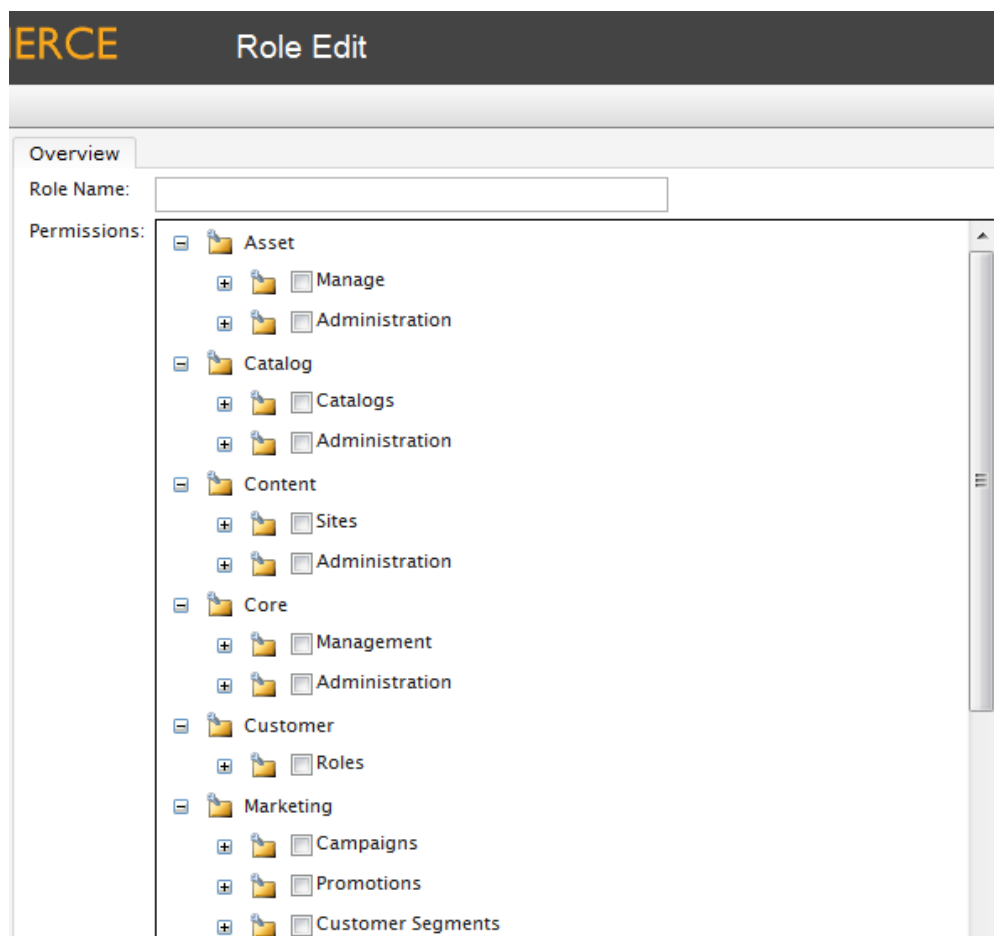 IERCE Role Edit
Overview
Role Name:
Permissions:
Asset
Manage
Administration
Catalog
Catalogs
Administration
Content
Sites
Administration
Core
Management
Administration
Customer
Roles
Marketing
Campaigns
Promotions
Customer Segments